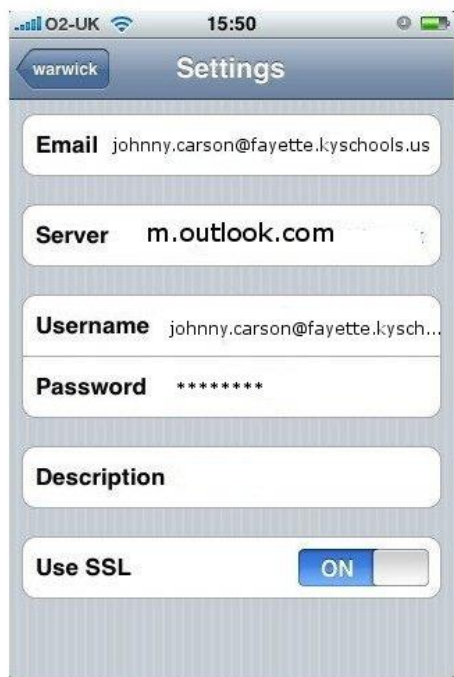 O2-UK 15:50
warwick Settings
Email johnny.carson@fayette.kyschools.us
Server m.outlook.com
Username johnny.carson@fayette.kysch...
Password ********
Description
Use SSL ON